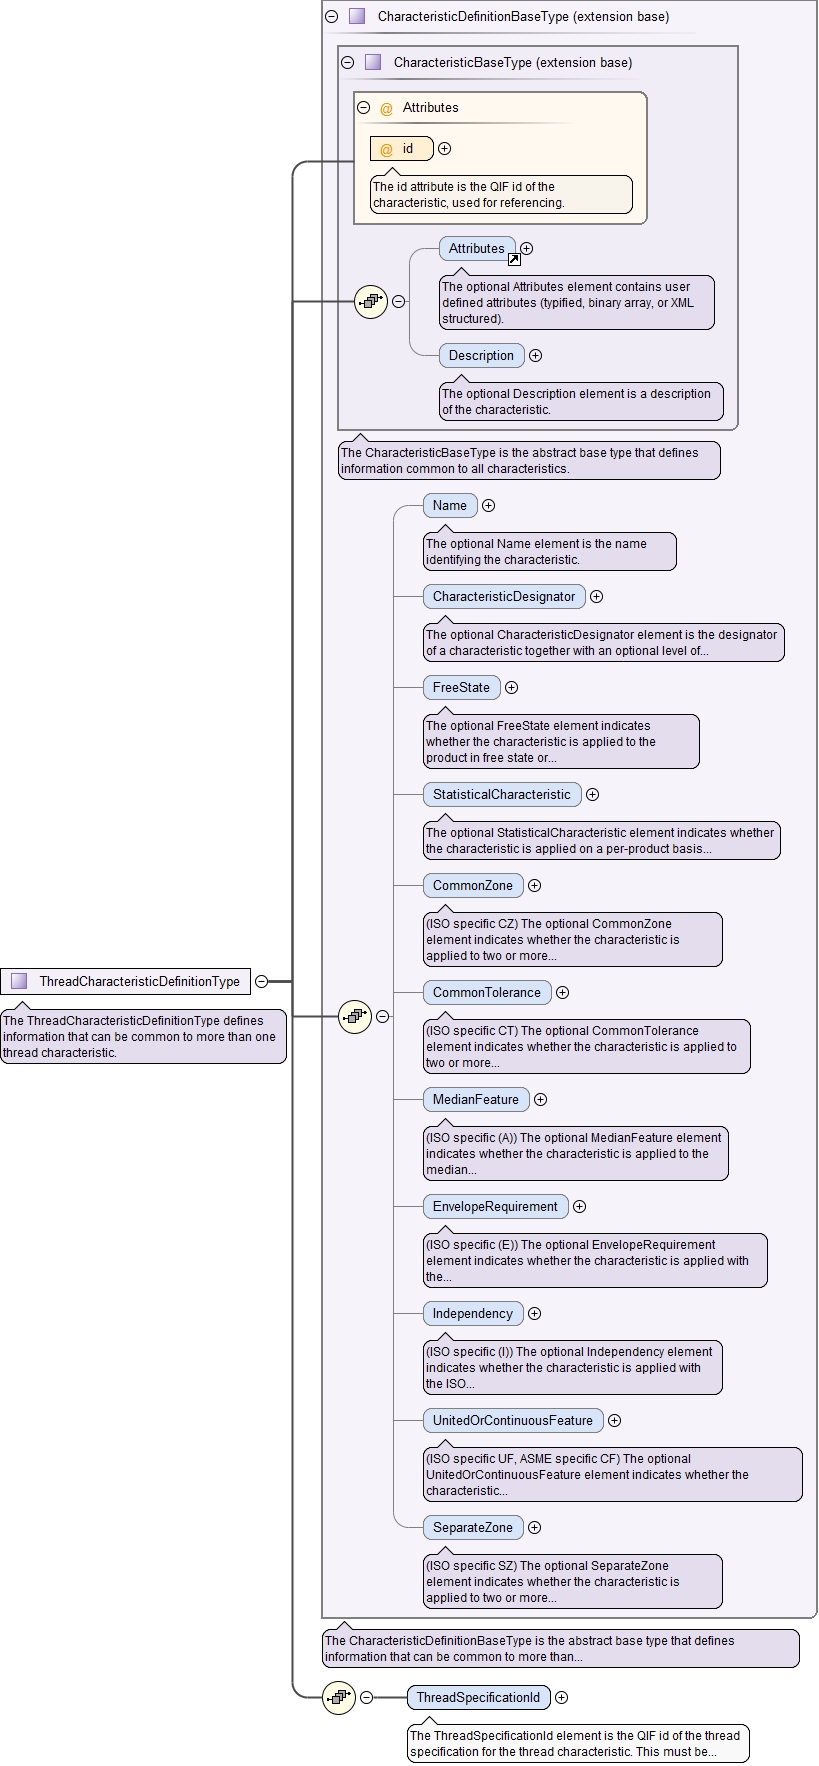 CharacteristicDefinitionBaseType (extension base)
CharacteristicBaseType (extension base)
@ Attributes
@ id
The id attribute is the QIF id of the
characteristic, used for referencing.
Attributes
The optional Attributes element contains user
defined attributes (typified, binary array, or XML
structured).
Description
The optional Description element is a description
of the characteristic.
The CharacteristicBaseType is the abstract base type that defines
information common to all characteristics.
Name
The optional Name element is the name
identifying the characteristic.
CharacteristicDesignator
The optional CharacteristicDesignator element is the designator
of a characteristic together with an optional level of...
FreeState
The optional FreeState element indicates
whether the characteristic is applied to the
product in free state or...
StatisticalCharacteristic
The optional StatisticalCharacteristic element indicates whether
the characteristic is applied on a per-product basis...
CommonZone
(ISO specific CZ) The optional CommonZone
element indicates whether the characteristic is
applied to two or more...
ThreadCharacteristicDefinitionType
The ThreadCharacteristicDefinitionType defines
information that can be common to more than one
thread characteristic.
CommonTolerance
(ISO specific CT) The optional CommonTolerance
element indicates whether the characteristic is applied to
two or more...
MedianFeature
(ISO specific (A)) The optional MedianFeature element
indicates whether the characteristic is applied to the
median...
EnvelopeRequirement
(ISO specific (E)) The optional EnvelopeRequirement
element indicates whether the characteristic is applied with
the...
Independency
(ISO specific (I)) The optional Independency element
indicates whether the characteristic is applied with
the ISO...
UnitedOrContinuousFeature
(ISO specific UF, ASME specific CF) The optional
UnitedOrContinuousFeature element indicates whether the
characteristic...
SeparateZone
(ISO specific SZ) The optional SeparateZone
element indicates whether the characteristic is
applied to two or more...
The CharacteristicDefinitionBaseType is the abstract base type that defines
information that can be common to more than...
ThreadSpecificationId
The ThreadSpecificationId element is the QIF id of the thread
specification for the thread characteristic. This must be...